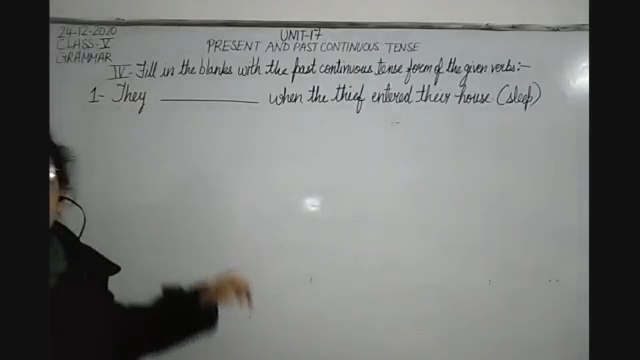 24-12-2020
CLASS-V
GRAMMAR
UNIT-17
PRESENT AND PAST CONTINUOUS TENSE
IV- Fill in the blanks with the past continuous tense form of the given verbs:-
1- They __________ when the thief entered their house (sleep)